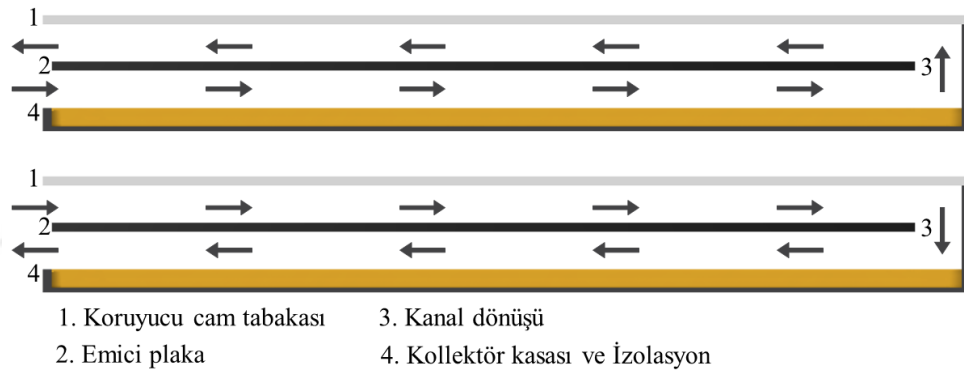 1
2
3
4
1
2
3
4
1. Koruyucu cam tabakası
3. Kanal dönüşü
2. Emici plaka
4. Kollektör kasası ve İzolasyon